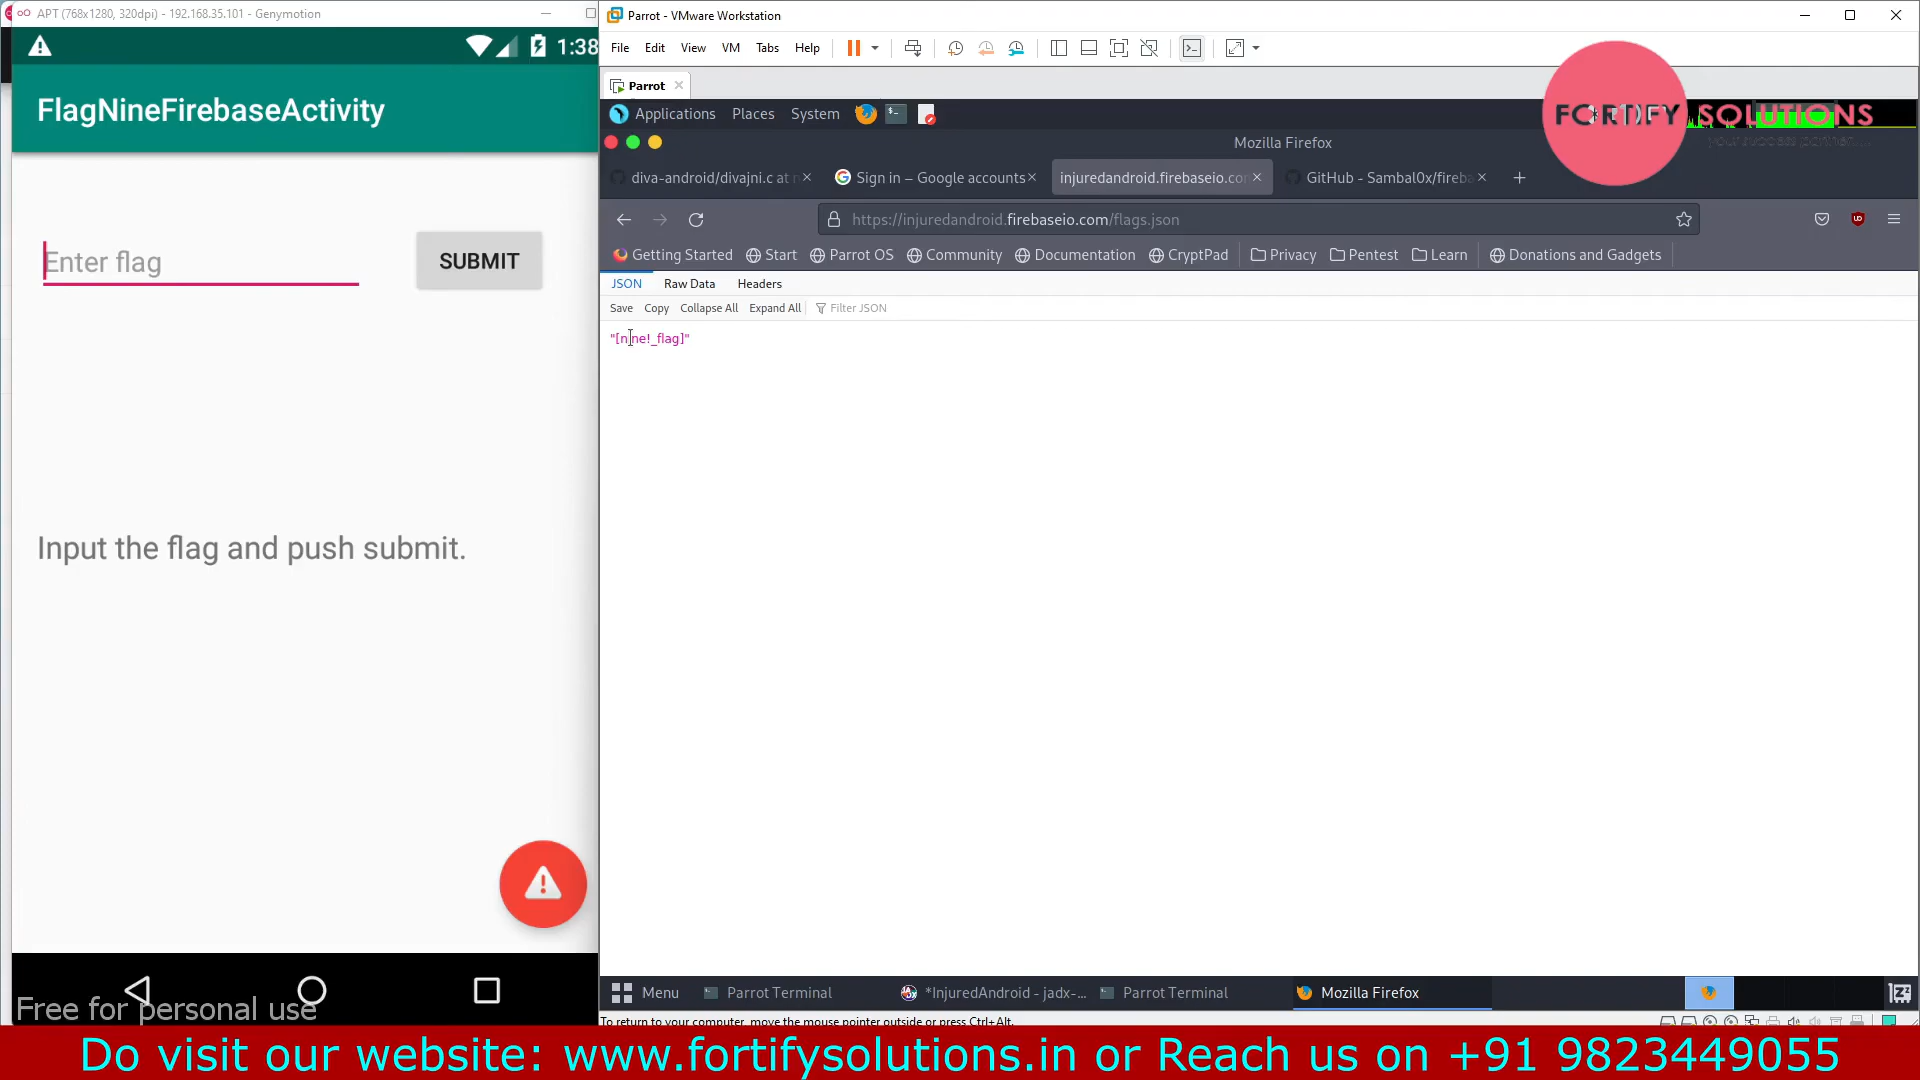 APT (768x1280, 320dpi) - 192.168.35.101 - Genymotion
1:38
FlagNineFirebaseActivity
Enter flag
SUBMIT
Input the flag and push submit.
Free for personal use
Parrot - VMware Workstation
File Edit View VM Tabs Help
Parrot
Applications Places System
FORTIFY SOLUTIONS
Mozilla Firefox
diva-android/divajni.c at
Sign in – Google accounts
injuredandroid.firebaseio.co
GitHub - Sambal0x/fireba
https://injuredandroid.firebaseio.com/flags.json
Getting Started Start Parrot OS Community Documentation CryptPad Privacy Pentest Learn Donations and Gadgets
JSON Raw Data Headers
Save Copy Collapse All Expand All Filter JSON
"[nine!_flag]"
Menu
Parrot Terminal
*InjuredAndroid - jadx-...
Parrot Terminal
Mozilla Firefox
To return to your computer, move the mouse pointer outside or press Ctrl+Alt.
Do visit our website: www.fortifysolutions.in or Reach us on +91 9823449055